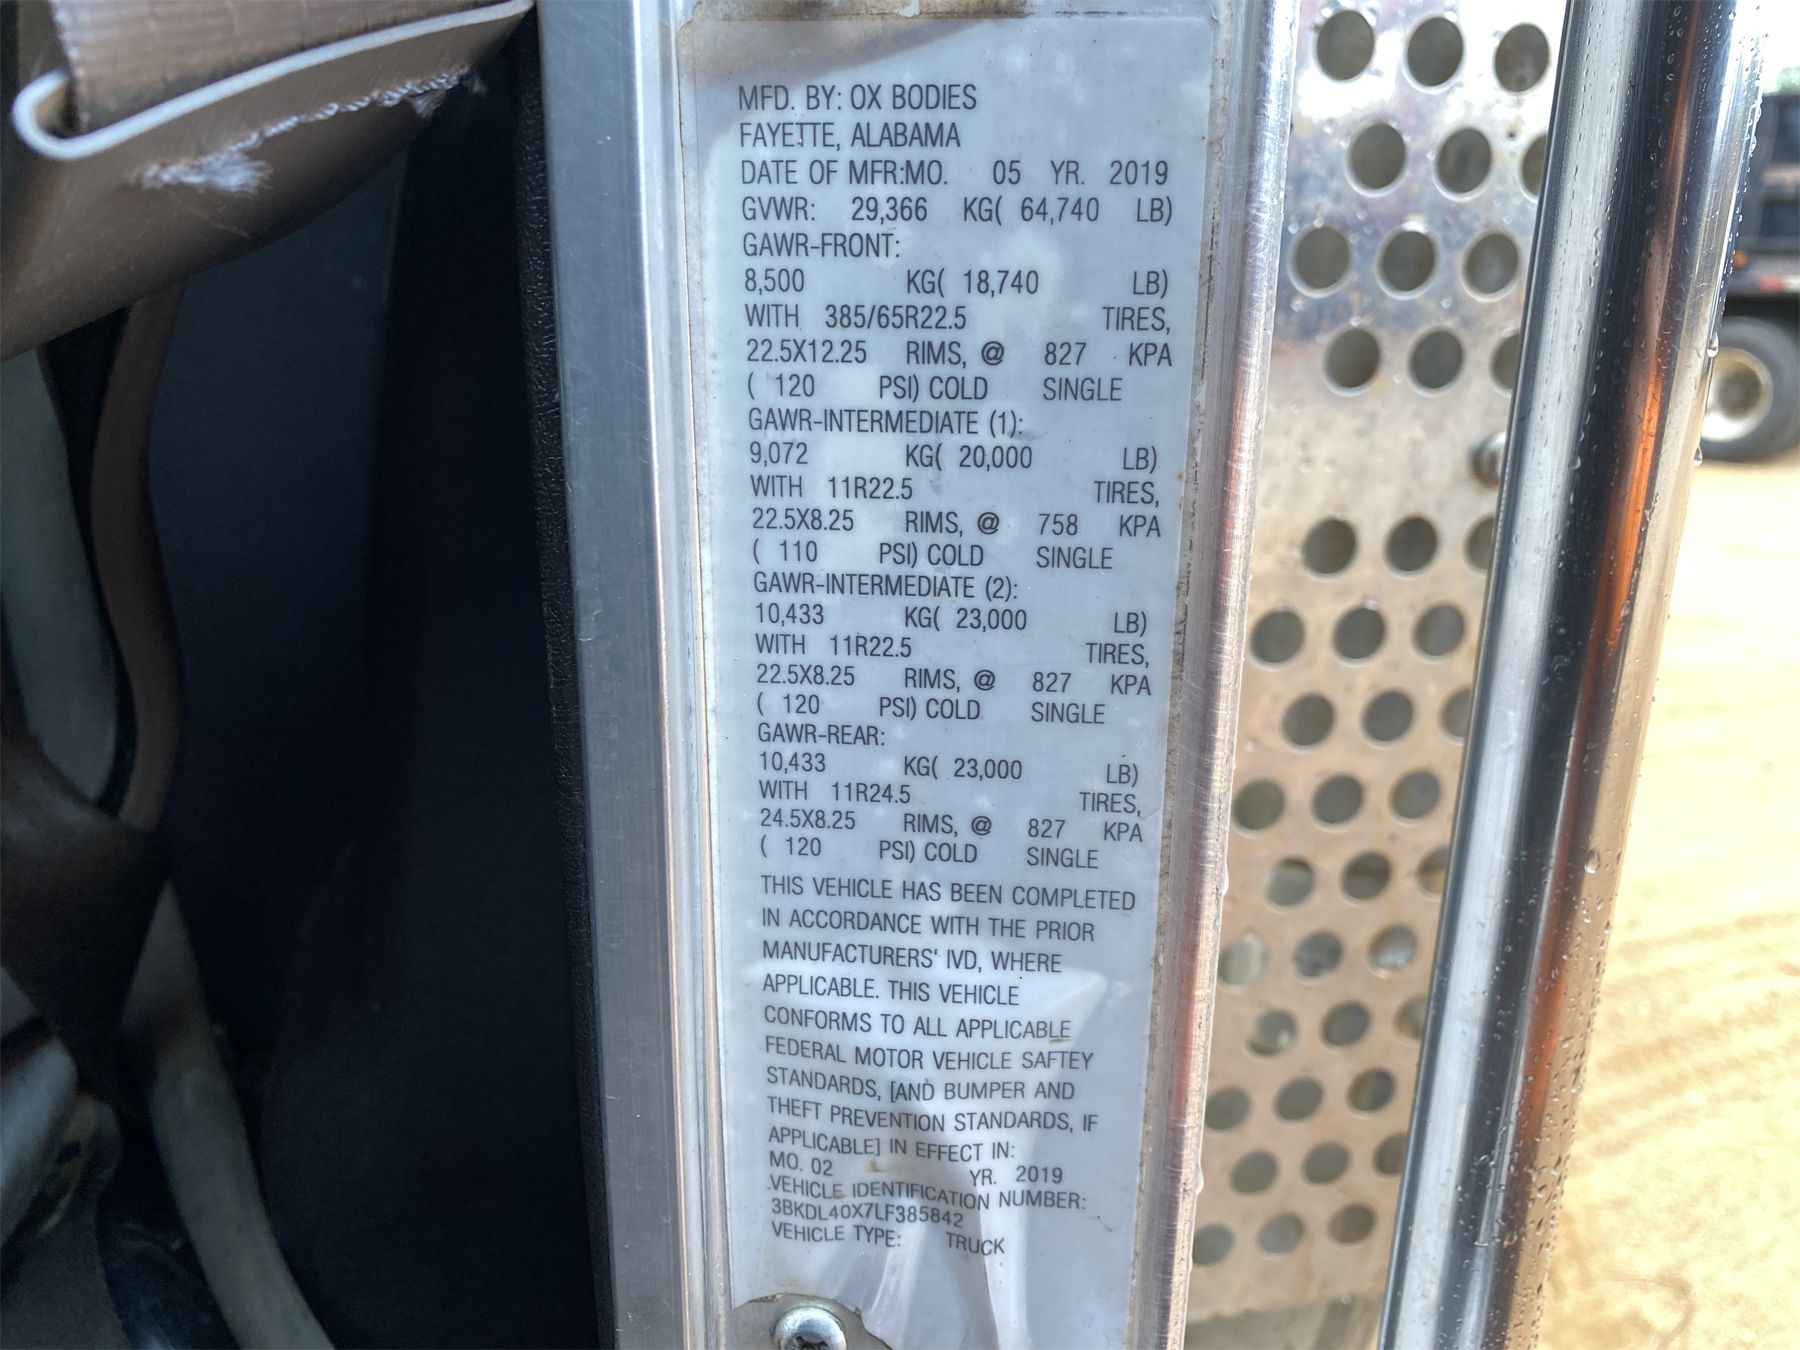 MFD. BY: OX BODIES
FAYETTE, ALABAMA
DATE OF MFR:MO. 05 YR. 2019
GVWR: 29,366 KG( 64,740 LB)
GAWR-FRONT:
8,500 KG( 18,740 LB)
WITH 385/65R22.5 TIRES,
22.5X12.25 RIMS, @ 827 KPA
( 120 PSI) COLD SINGLE
GAWR-INTERMEDIATE (1):
9,072 KG( 20,000 LB)
WITH 11R22.5 TIRES,
22.5X8.25 RIMS, @ 758 KPA
( 110 PSI) COLD SINGLE
GAWR-INTERMEDIATE (2):
10,433 KG( 23,000 LB)
WITH 11R22.5 TIRES,
22.5X8.25 RIMS, @ 827 KPA
( 120 PSI) COLD SINGLE
GAWR-REAR:
10,433 KG( 23,000 LB)
WITH 11R24.5 TIRES,
24.5X8.25 RIMS, @ 827 KPA
( 120 PSI) COLD SINGLE
THIS VEHICLE HAS BEEN COMPLETED
IN ACCORDANCE WITH THE PRIOR
MANUFACTURERS' IVD, WHERE
APPLICABLE. THIS VEHICLE
CONFORMS TO ALL APPLICABLE
FEDERAL MOTOR VEHICLE SAFTEY
STANDARDS, [AND BUMPER AND
THEFT PREVENTION STANDARDS, IF
APPLICABLE] IN EFFECT IN:
MO. 02 YR. 2019
VEHICLE IDENTIFICATION NUMBER:
3BKDL40X7LF385842
VEHICLE TYPE: TRUCK